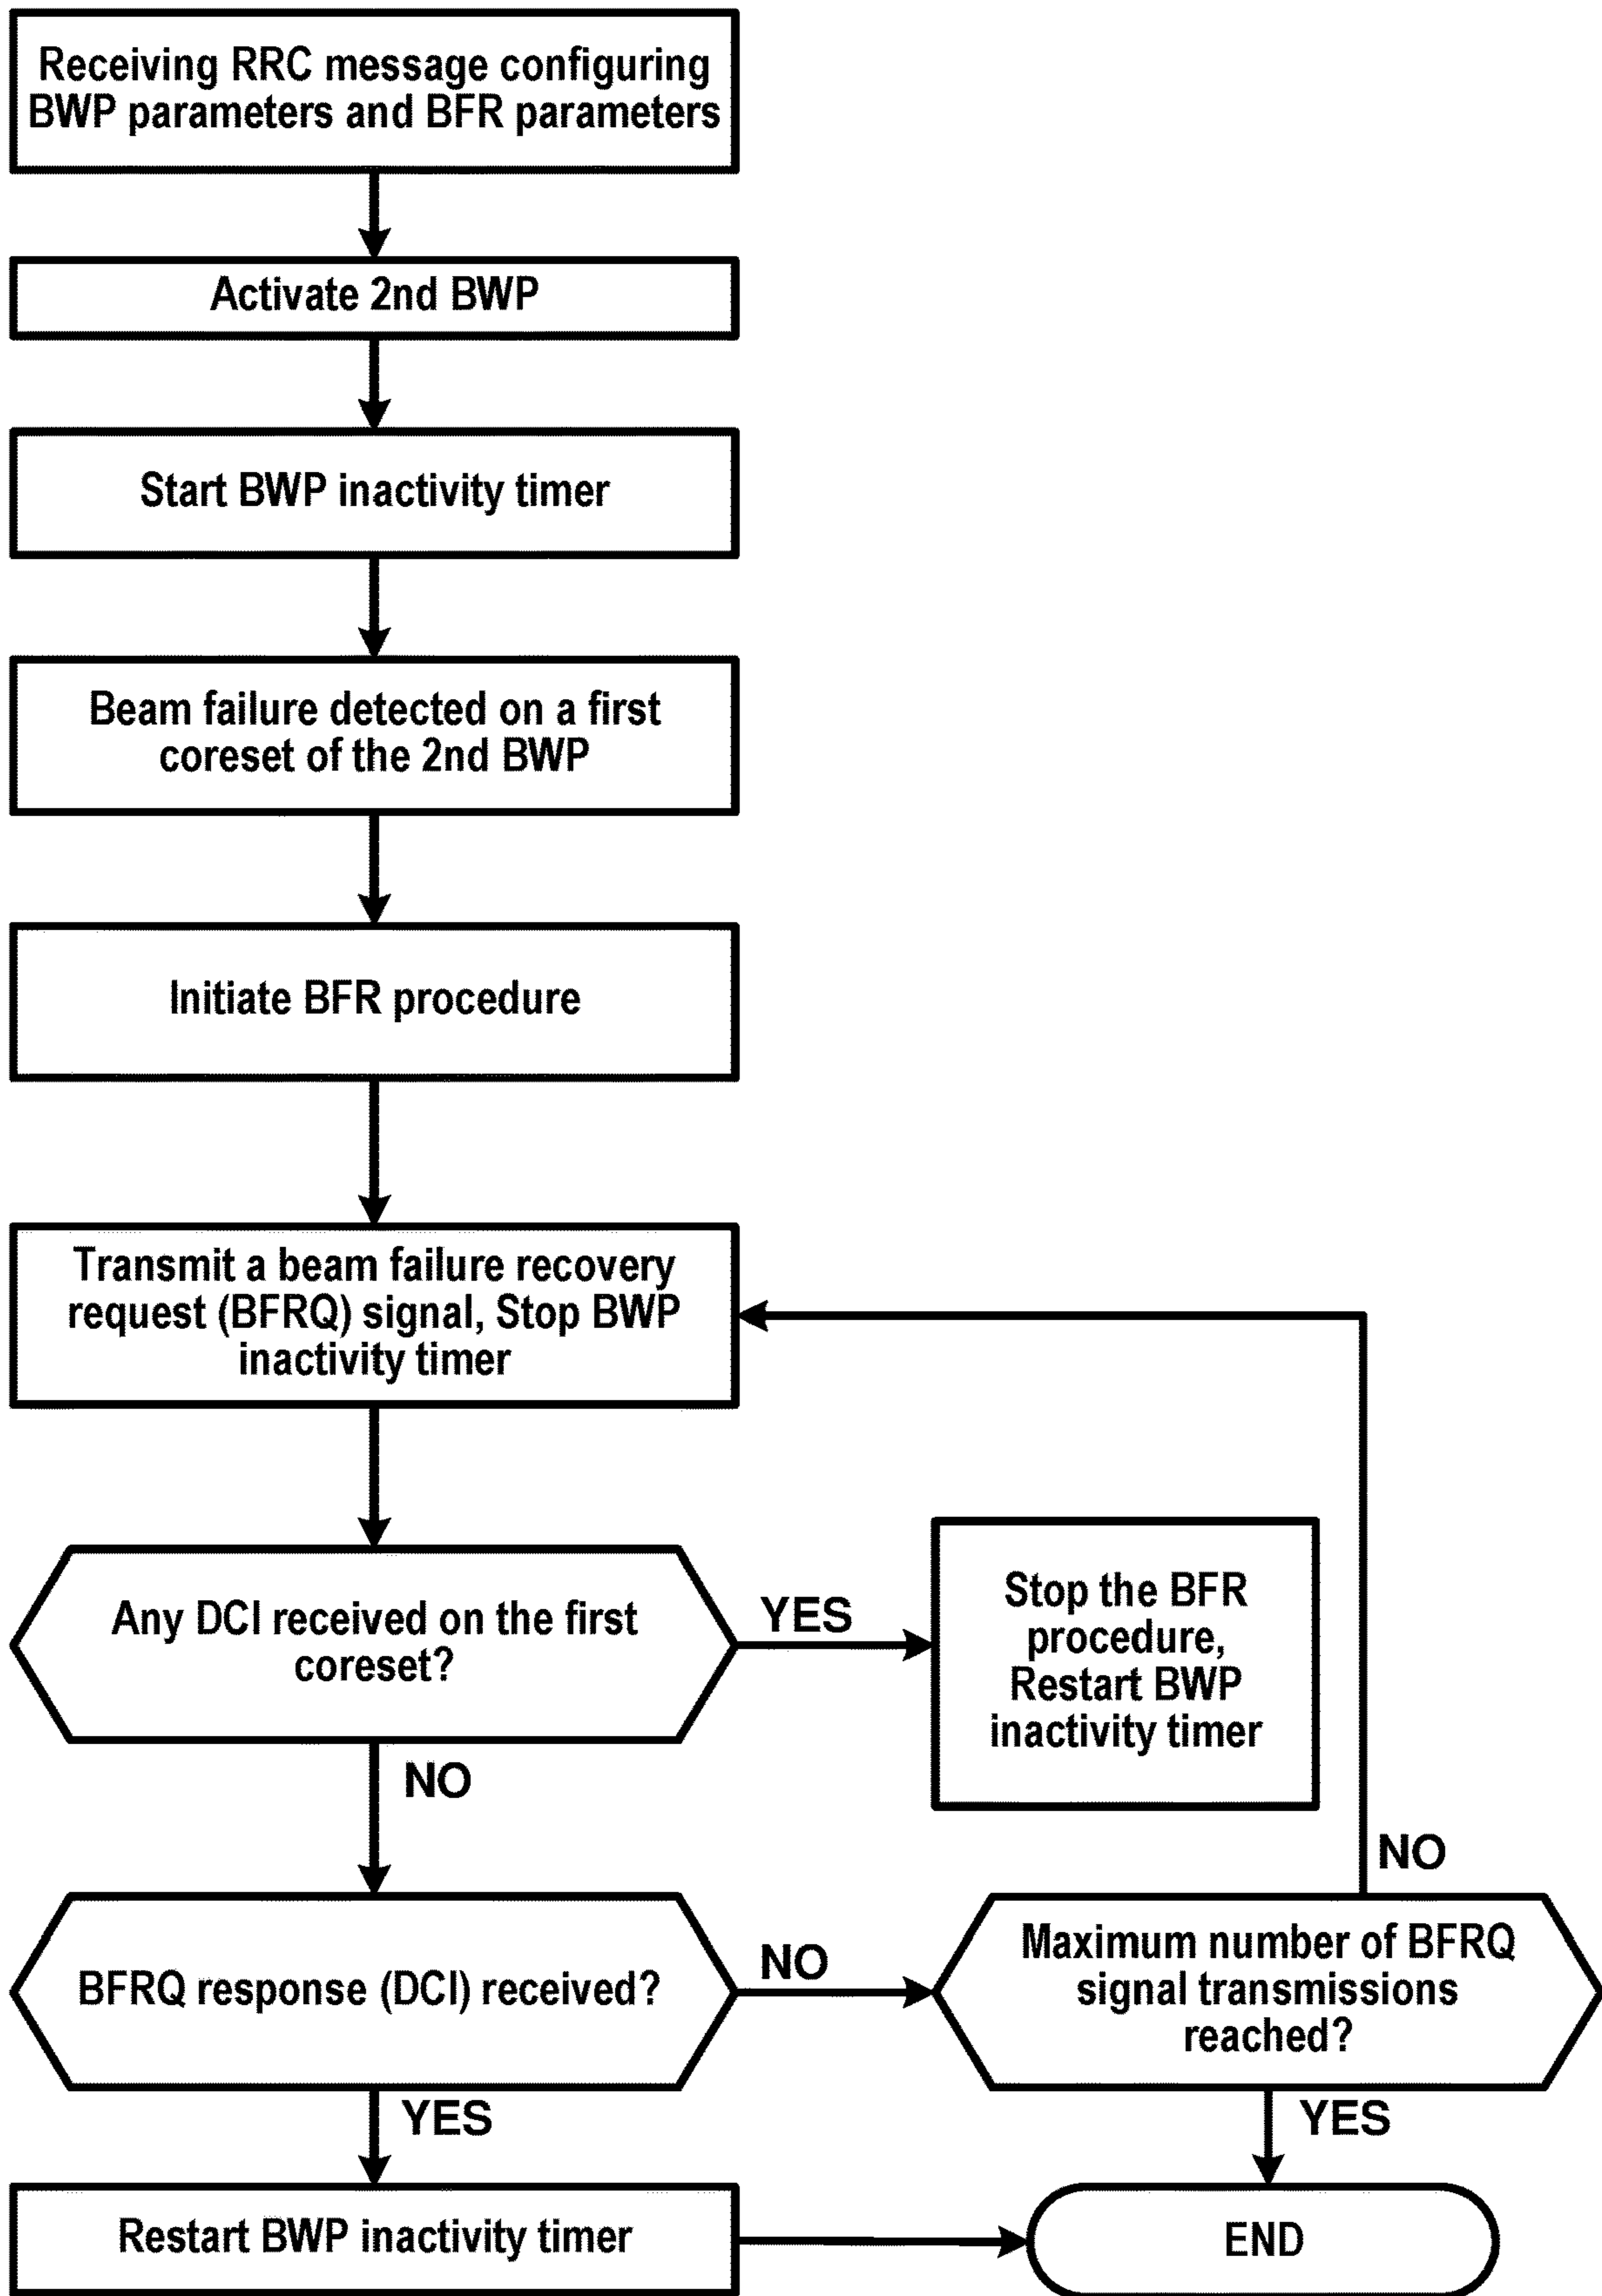 Receiving RRC message configuring
BWP parameters and BFR parameters
Activate 2nd BWP
Start BWP inactivity timer
Beam failure detected on a first
coreset of the 2nd BWP
Initiate BFR procedure
Transmit a beam failure recovery
request (BFRQ) signal, Stop BWP
inactivity timer
Any DCI received on the first
coreset?
YES
Stop the BFR
procedure,
Restart BWP
inactivity timer
NO
BFRQ response (DCI) received?
NO
Maximum number of BFRQ
signal transmissions
reached?
NO
YES
YES
Restart BWP inactivity timer
END